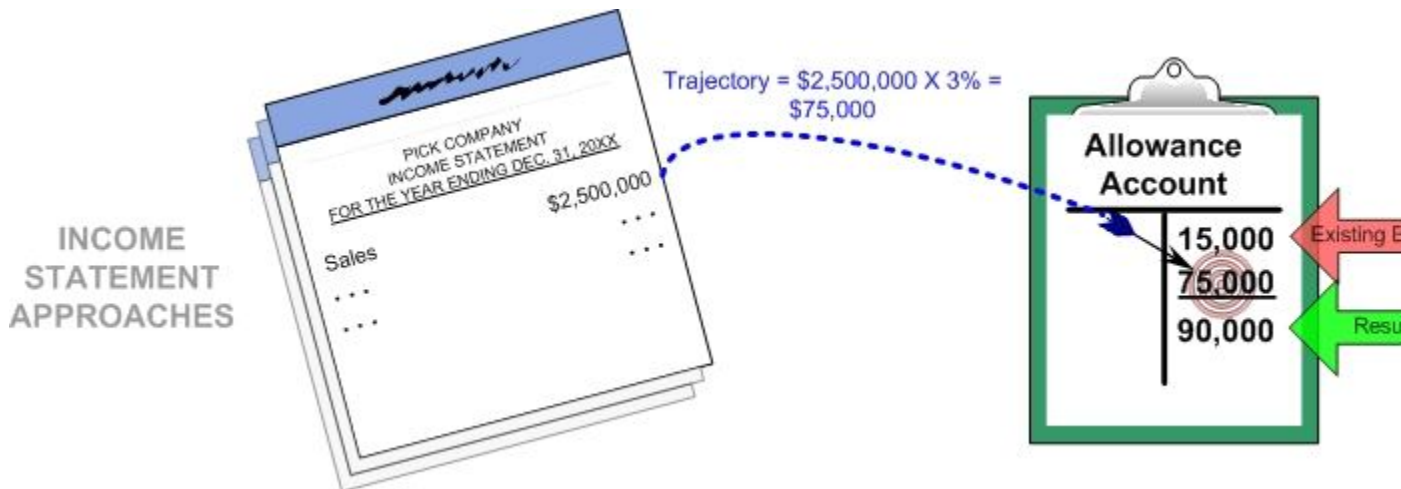 INCOME
STATEMENT
APPROACHES
PICK COMPANY
INCOME STATEMENT
FOR THE YEAR ENDING DEC. 31, 20XX
Sales $2,500,000
. . . . . .
. . . . . .
Trajectory = $2,500,000 X 3% =
$75,000
Allowance
Account
15,000
75,000
90,000
Existing